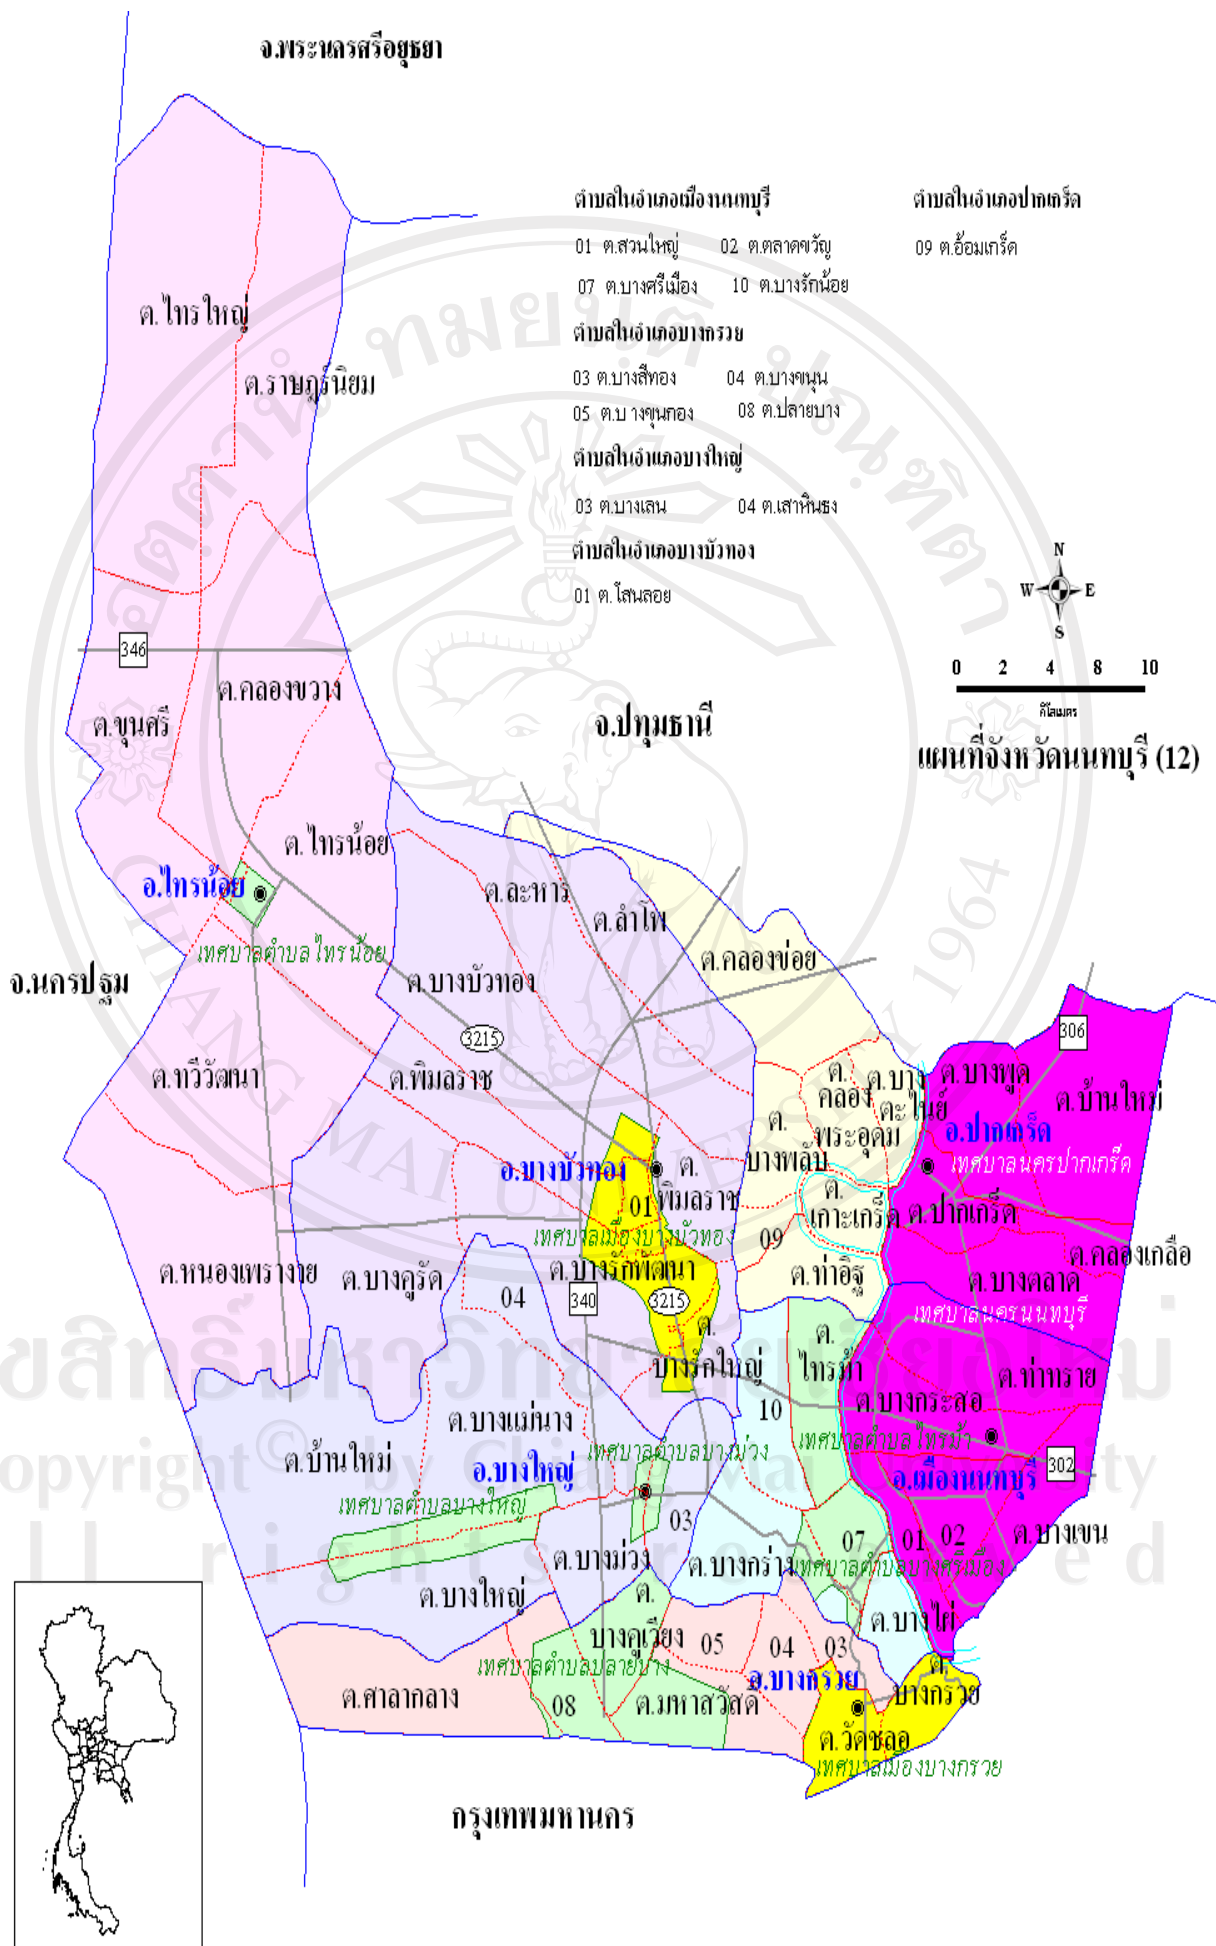 จ.พระนครศรีอยุธยา
ตำบลในอำเภอเมืองนนทบุรี
ตำบลในอำเภอปากเกร็ด
01 ต.สวนใหญ่ 02 ต.ตลาดขวัญ
09 ต.อ้อมเกร็ด
07 ต.บางศรีเมือง 10 ต.บางรักน้อย
ตำบลในอำเภอบางกรวย
03 ต.บางสีทอง 04 ต.บางขนุน
05 ต.บางขุนกอง 08 ต.ปลายบาง
ตำบลในอำเภอบางใหญ่
03 ต.บางเลน 04 ต.เสาหินธง
ตำบลในอำเภอบางบัวทอง
01 ต.โสนลอย
ต.ไทรใหญ่
ต.ราษฎร์นิยม
N
W E
S
0 2 4 8 10
กิโลเมตร
แผนที่จังหวัดนนทบุรี (12)
346
ต.คลองขวาง
ต.ขุนศรี
จ.ปทุมธานี
ต.ไทรน้อย
อ.ไทรน้อย
เทศบาลตำบลไทรน้อย
ต.ละหาร
ต.ลำโพ
ต.คลองข่อย
จ.นครปฐม
ต.บางบัวทอง
3215
306
ต.ทวีวัฒนา
ต.พิมลราช
ต.
คลอง
พระอุดม
ต.บาง
ตะไนย์
ต.บางพูด
ต.บ้านใหม่
อ.ปากเกร็ด
เทศบาลนครปากเกร็ด
ต.
บางพลับ
อ.บางบัวทอง
ต.
พิมลราช
01
เทศบาลเมืองบางบัวทอง
ต.
เกาะเกร็ด
ต.ปากเกร็ด
09
ต.คลองเกลือ
ต.หนองเพรางาย
ต.บางคูรัด
04
ต.บางรักพัฒนา
ต.ท่าอิฐ
ต.บางตลาด
340
3215
เทศบาลนครนนทบุรี
ต.
บางรักใหญ่
ต.
ไทรม้า
ต.ท่าทราย
10
ต.บางกระสอ
ต.บางแม่นาง
เทศบาลตำบลบางม่วง
เทศบาลตำบลไทรม้า
ต.บ้านใหม่
อ.บางใหญ่
302
อ.เมืองนนทบุรี
เทศบาลตำบลบางใหญ่
03
07
01
02
ต.บางเขน
ต.บางม่วง
ต.บางกร่าง
เทศบาลตำบลบางศรีเมือง
ต.บางใหญ่
ต.
บางคูเวียง
ต.บางไผ่
05
04
03
เทศบาลตำบลปลายบาง
อ.บางกรวย
ต.
บางกรวย
ต.ศาลากลาง
08
ต.มหาสวัสดิ์
ต.วัดชลอ
เทศบาลเมืองบางกรวย
กรุงเทพมหานคร
CHIANG MAI UNIVERSITY 1964